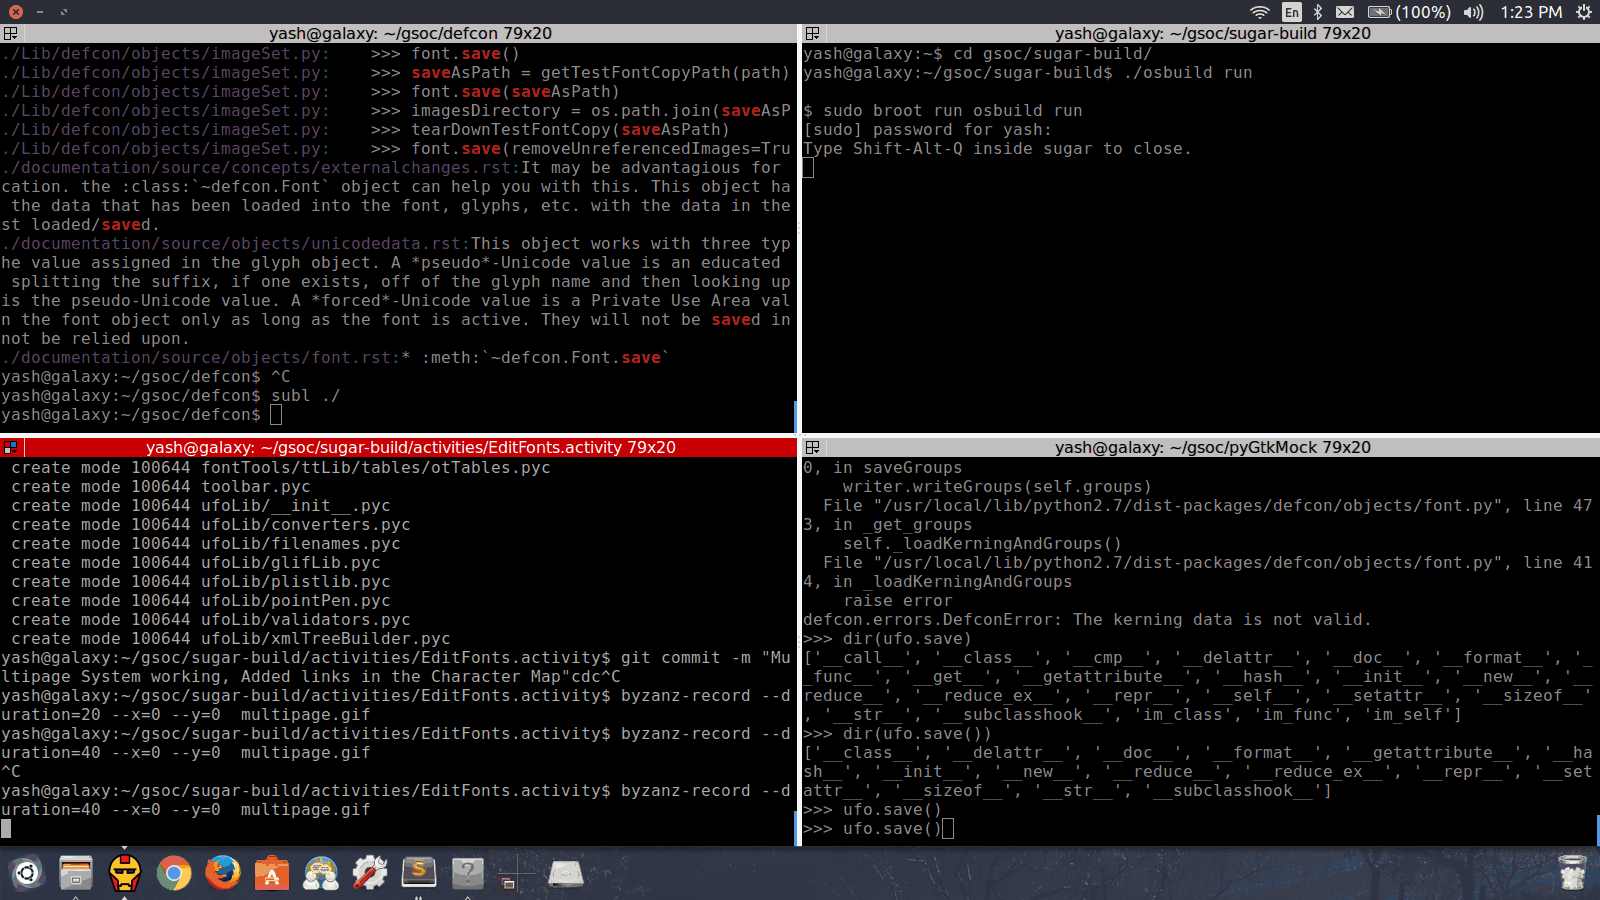 En (100%) 1:23 PM
yash@galaxy: ~/gsoc/defcon 79x20
./Lib/defcon/objects/imageSet.py:    >>> font.save()
./Lib/defcon/objects/imageSet.py:    >>> saveAsPath = getTestFontCopyPath(path)
./Lib/defcon/objects/imageSet.py:    >>> font.save(saveAsPath)
./Lib/defcon/objects/imageSet.py:    >>> imagesDirectory = os.path.join(saveAsP
./Lib/defcon/objects/imageSet.py:    >>> tearDownTestFontCopy(saveAsPath)
./Lib/defcon/objects/imageSet.py:    >>> font.save(removeUnreferencedImages=Tru
./documentation/source/concepts/externalchanges.rst:It may be advantagious for
cation. the :class:`~defcon.Font` object can help you with this. This object ha
 the data that has been loaded into the font, glyphs, etc. with the data in the
st loaded/saved.
./documentation/source/objects/unicodedata.rst:This object works with three typ
he value assigned in the glyph object. A *pseudo*-Unicode value is an educated
 splitting the suffix, if one exists, off of the glyph name and then looking up
is the pseudo-Unicode value. A *forced*-Unicode value is a Private Use Area val
n the font object only as long as the font is active. They will not be saved in
not be relied upon.
./documentation/source/objects/font.rst:* :meth:`~defcon.Font.save`
yash@galaxy:~/gsoc/defcon$ ^C
yash@galaxy:~/gsoc/defcon$ subl ./
yash@galaxy:~/gsoc/defcon$
yash@galaxy: ~/gsoc/sugar-build 79x20
yash@galaxy:~$ cd gsoc/sugar-build/
yash@galaxy:~/gsoc/sugar-build$ ./osbuild run
$ sudo broot run osbuild run
[sudo] password for yash:
Type Shift-Alt-Q inside sugar to close.
yash@galaxy: ~/gsoc/sugar-build/activities/EditFonts.activity 79x20
 create mode 100644 fontTools/ttLib/tables/otTables.pyc
 create mode 100644 toolbar.pyc
 create mode 100644 ufoLib/__init__.pyc
 create mode 100644 ufoLib/converters.pyc
 create mode 100644 ufoLib/filenames.pyc
 create mode 100644 ufoLib/glifLib.pyc
 create mode 100644 ufoLib/plistlib.pyc
 create mode 100644 ufoLib/pointPen.pyc
 create mode 100644 ufoLib/validators.pyc
 create mode 100644 ufoLib/xmlTreeBuilder.pyc
yash@galaxy:~/gsoc/sugar-build/activities/EditFonts.activity$ git commit -m "Mu
ltipage System working, Added links in the Character Map"cdc^C
yash@galaxy:~/gsoc/sugar-build/activities/EditFonts.activity$ byzanz-record --d
uration=20 --x=0 --y=0  multipage.gif
yash@galaxy:~/gsoc/sugar-build/activities/EditFonts.activity$ byzanz-record --d
uration=40 --x=0 --y=0  multipage.gif
^C
yash@galaxy:~/gsoc/sugar-build/activities/EditFonts.activity$ byzanz-record --d
uration=40 --x=0 --y=0  multipage.gif
yash@galaxy: ~/gsoc/pyGtkMock 79x20
0, in saveGroups
    writer.writeGroups(self.groups)
  File "/usr/local/lib/python2.7/dist-packages/defcon/objects/font.py", line 47
3, in _get_groups
    self._loadKerningAndGroups()
  File "/usr/local/lib/python2.7/dist-packages/defcon/objects/font.py", line 41
4, in _loadKerningAndGroups
    raise error
defcon.errors.DefconError: The kerning data is not valid.
>>> dir(ufo.save)
['__call__', '__class__', '__cmp__', '__delattr__', '__doc__', '__format__', '_
_func__', '__get__', '__getattribute__', '__hash__', '__init__', '__new__', '__
reduce__', '__reduce_ex__', '__repr__', '__self__', '__setattr__', '__sizeof__'
, '__str__', '__subclasshook__', 'im_class', 'im_func', 'im_self']
>>> dir(ufo.save())
['__class__', '__delattr__', '__doc__', '__format__', '__getattribute__', '__ha
sh__', '__init__', '__new__', '__reduce__', '__reduce_ex__', '__repr__', '__set
attr__', '__sizeof__', '__str__', '__subclasshook__']
>>> ufo.save()
>>> ufo.save()